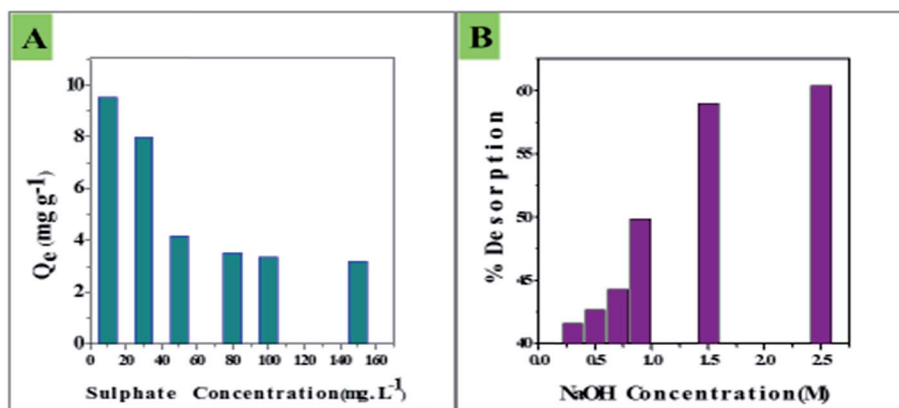 A
Qe (mg g-1)
10
8
6
4
2
0
0 20 40 60 80 100 120 140 160
Sulphate Concentration(mg.L-1)
B
% Desorption
60
55
50
45
40
0.0 0.5 1.0 1.5 2.0 2.5
NaOH Concentration(M)